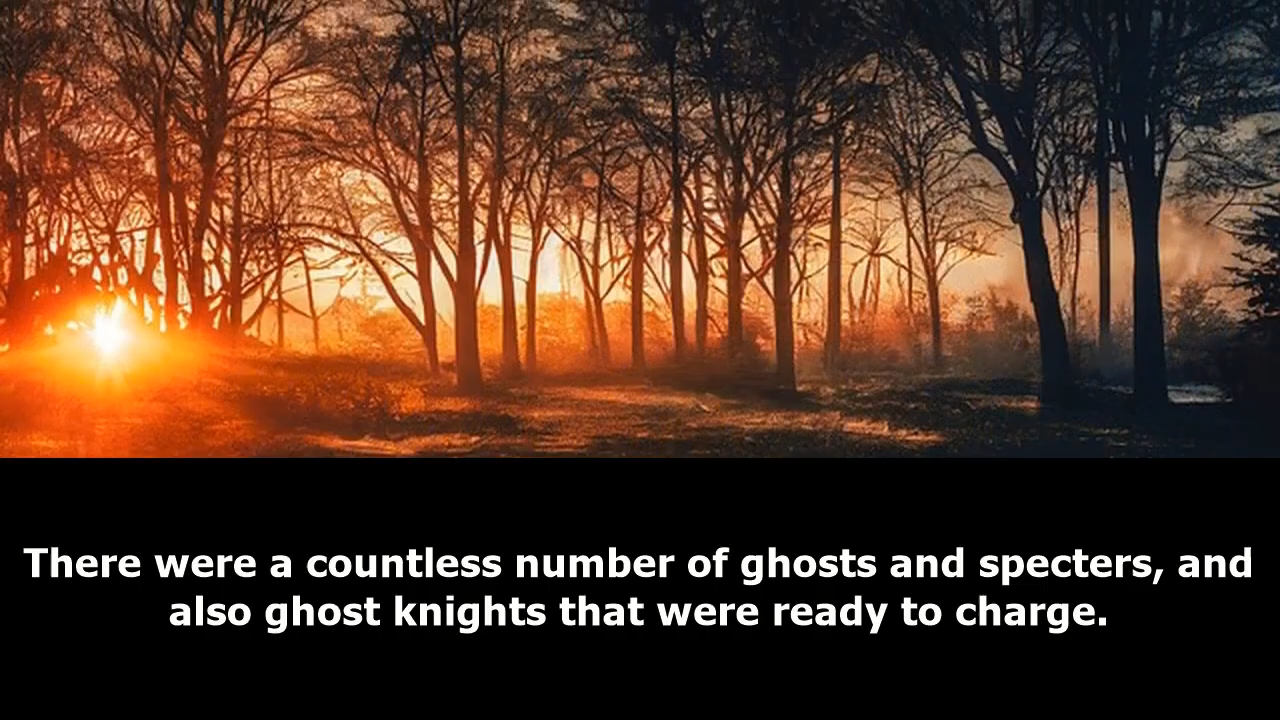 There were a countless number of ghosts and specters, and
also ghost knights that were ready to charge.